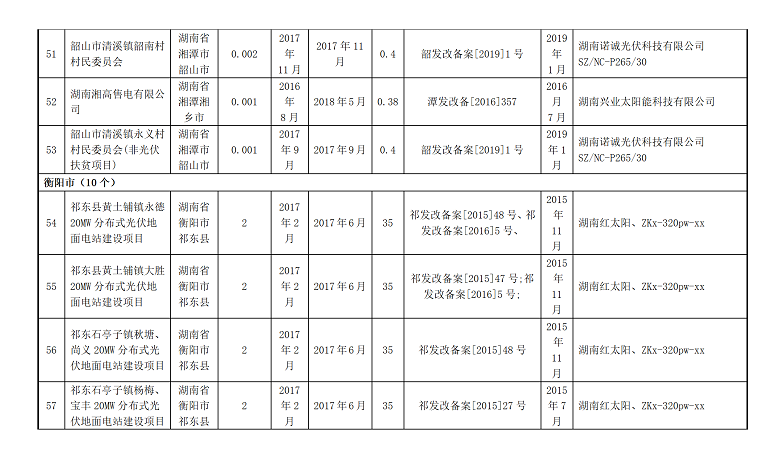 51 韶山市清溪镇韶南村村民委员会 湖南省湘潭市韶山市 0.002 2017年11月 2017年11月 0.4 韶发改备案[2019]1号 2019年1月 湖南诺诚光伏科技有限公司 SZ/NC-P265/30
52 湖南湘高售电有限公司 湖南省湘潭湘乡市 0.001 2016年8月 2018年5月 0.38 潭发改备[2016]357 2016月7月 湖南兴业太阳能科技有限公司
53 韶山市清溪镇永义村村民委员会(非光伏扶贫项目) 湖南省湘潭市韶山市 0.001 2017年9月 2017年9月 0.4 韶发改备案[2019]1号 2019年1月 湖南诺诚光伏科技有限公司 SZ/NC-P265/30
衡阳市（10个）
54 祁东县黄土铺镇永德20MW分布式光伏地面电站建设项目 湖南省衡阳市祁东县 2 2017年2月 2017年6月 35 祁发改备案[2015]48号、祁发改备案[2016]5号、 2015年11月 湖南红太阳、ZKx-320pw-xx
55 祁东县黄土铺镇大胜20MW分布式光伏地面电站建设项目 湖南省衡阳市祁东县 2 2017年2月 2017年6月 35 祁发改备案[2015]47号;祁发改备案[2016]5号; 2015年11月 湖南红太阳、ZKx-320pw-xx
56 祁东石亭子镇秋塘、尚义20MW分布式光伏地面电站建设项目 湖南省衡阳市祁东县 2 2017年2月 2017年6月 35 祁发改备案[2015]48号 2015年11月 湖南红太阳、ZKx-320pw-xx
57 祁东石亭子镇杨梅、宝丰20MW分布式光伏地面电站建设项目 湖南省衡阳市祁东县 2 2017年2月 2017年6月 35 祁发改备案[2015]27号 2015年7月 湖南红太阳、ZKx-320pw-xx